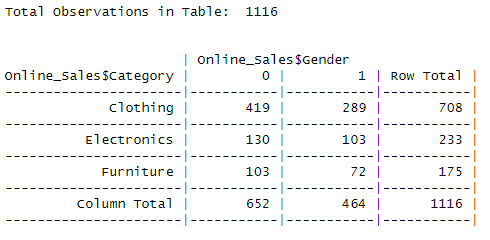 Total Observations in Table:  1116
                       | Online_Sales$Gender
Online_Sales$Category |         0 |         1 | Row Total |
----------------------|-----------|-----------|-----------|
             Clothing |       419 |       289 |       708 |
----------------------|-----------|-----------|-----------|
          Electronics |       130 |       103 |       233 |
----------------------|-----------|-----------|-----------|
            Furniture |       103 |        72 |       175 |
----------------------|-----------|-----------|-----------|
         Column Total |       652 |       464 |      1116 |
----------------------|-----------|-----------|-----------|